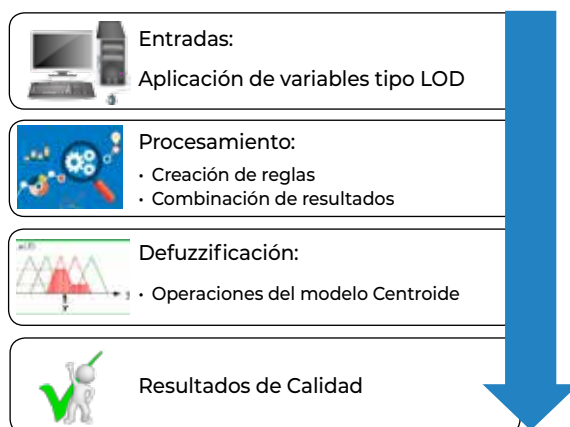 Entradas:
Aplicación de variables tipo LOD
Procesamiento:
· Creación de reglas
· Combinación de resultados
Defuzzificación:
· Operaciones del modelo Centroide
Resultados de Calidad